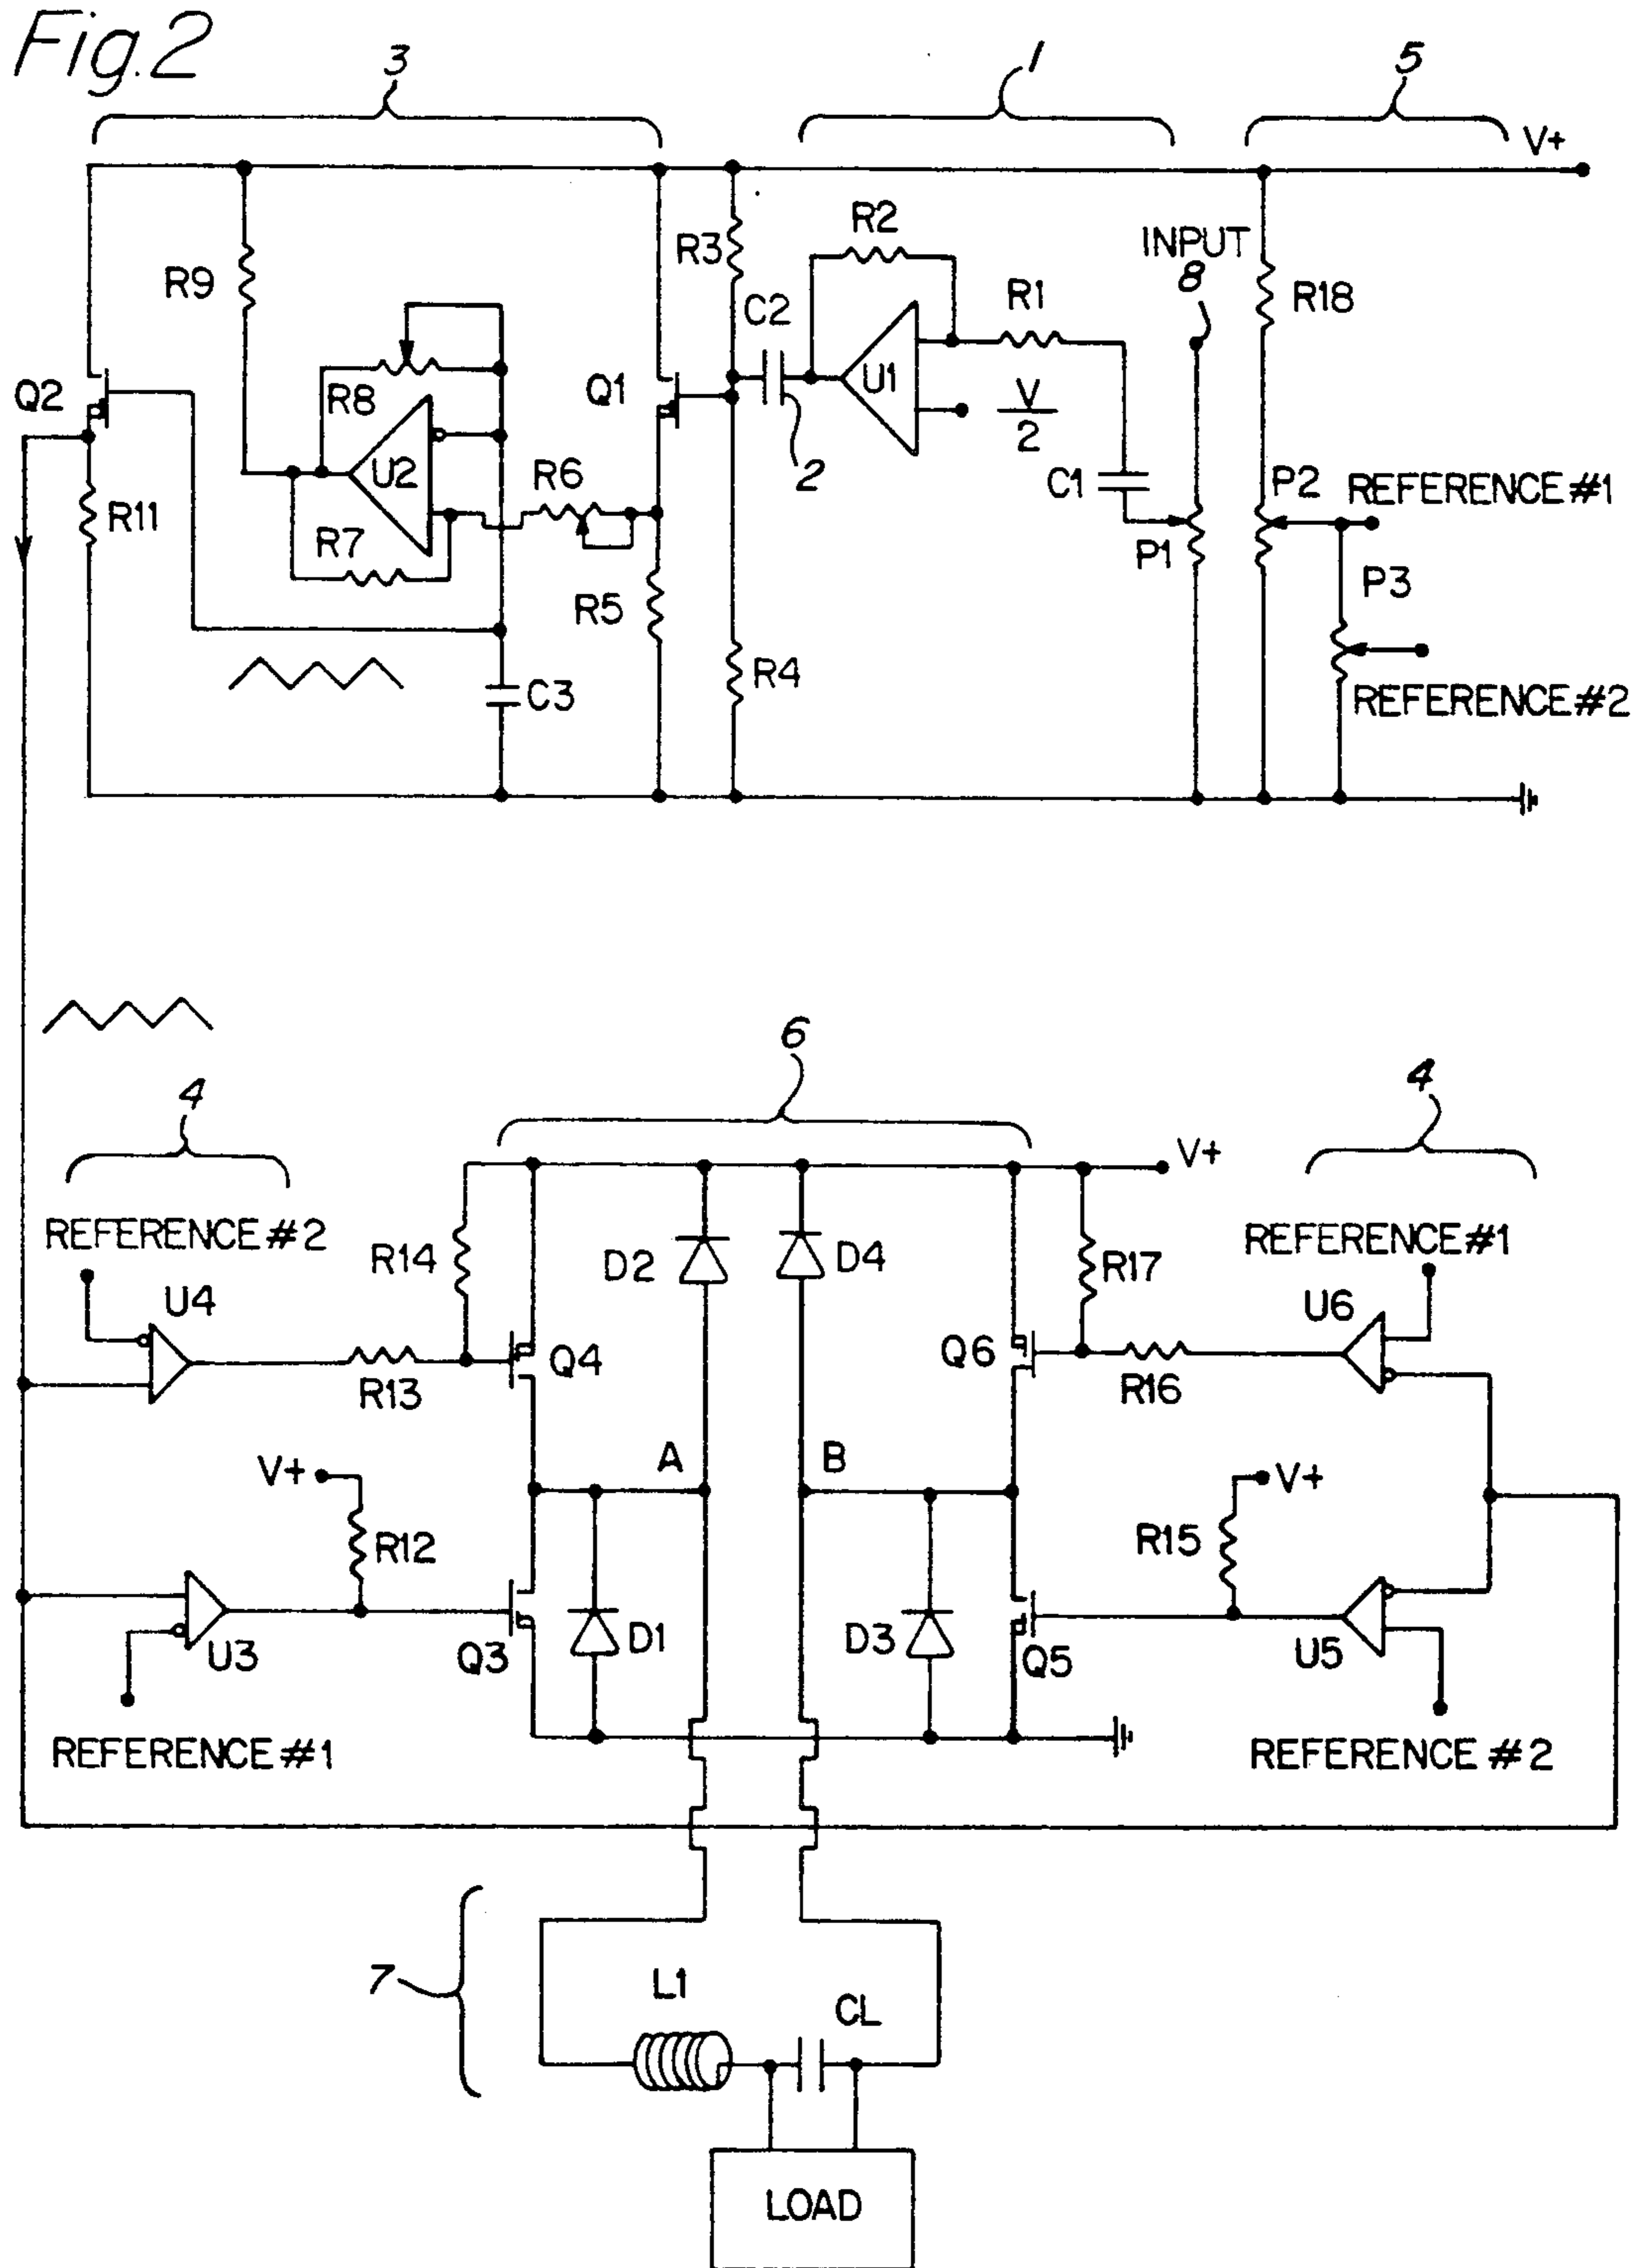 Fig.2
3
1
5
V+
R9
R3
R2
INPUT
8
R1
R18
C2
Q2
R8
Q1
U1
V
2
U2
R6
2
C1
P2
REFERENCE #1
R11
R7
P1
P3
R5
R4
C3
REFERENCE #2
6
4
4
V+
REFERENCE #2
REFERENCE #1
R14
D2
D4
R17
U4
U6
Q4
Q6
R13
R16
A
B
V+
V+
R12
R15
U3
Q3
D1
D3
Q5
U5
REFERENCE #1
REFERENCE #2
7
L1
CL
LOAD